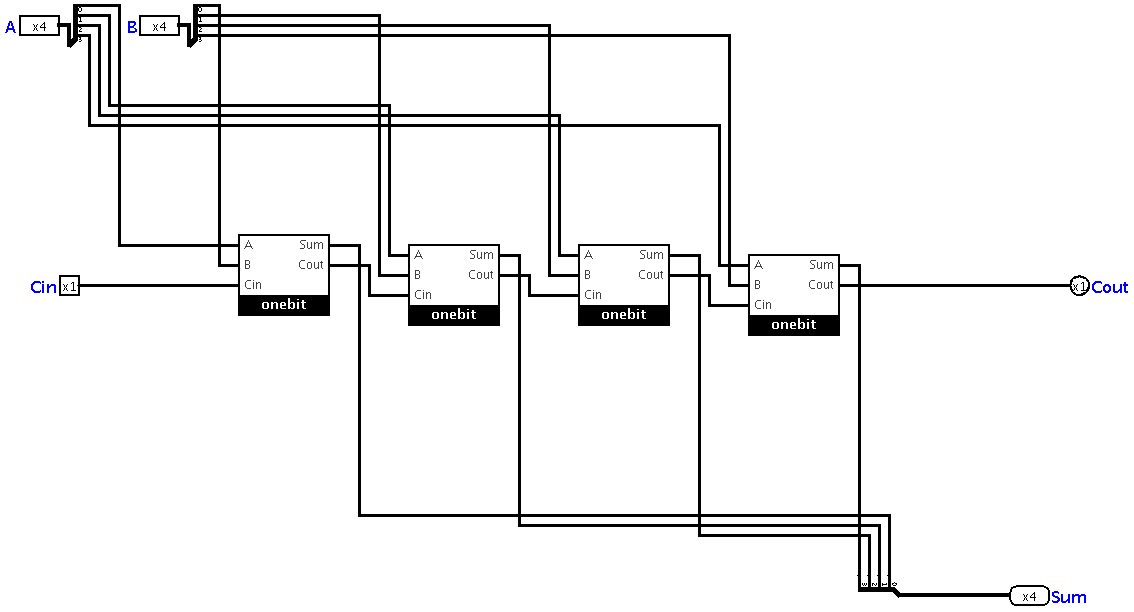 A x4 0 1 2 3 B x4 0 1 2 3
A Sum
B Cout
Cin
onebit
A Sum
B Cout
Cin
onebit
A Sum
B Cout
Cin
onebit
A Sum
B Cout
Cin
onebit
Cin x1
x1 Cout
3 2 1 0
x4 Sum